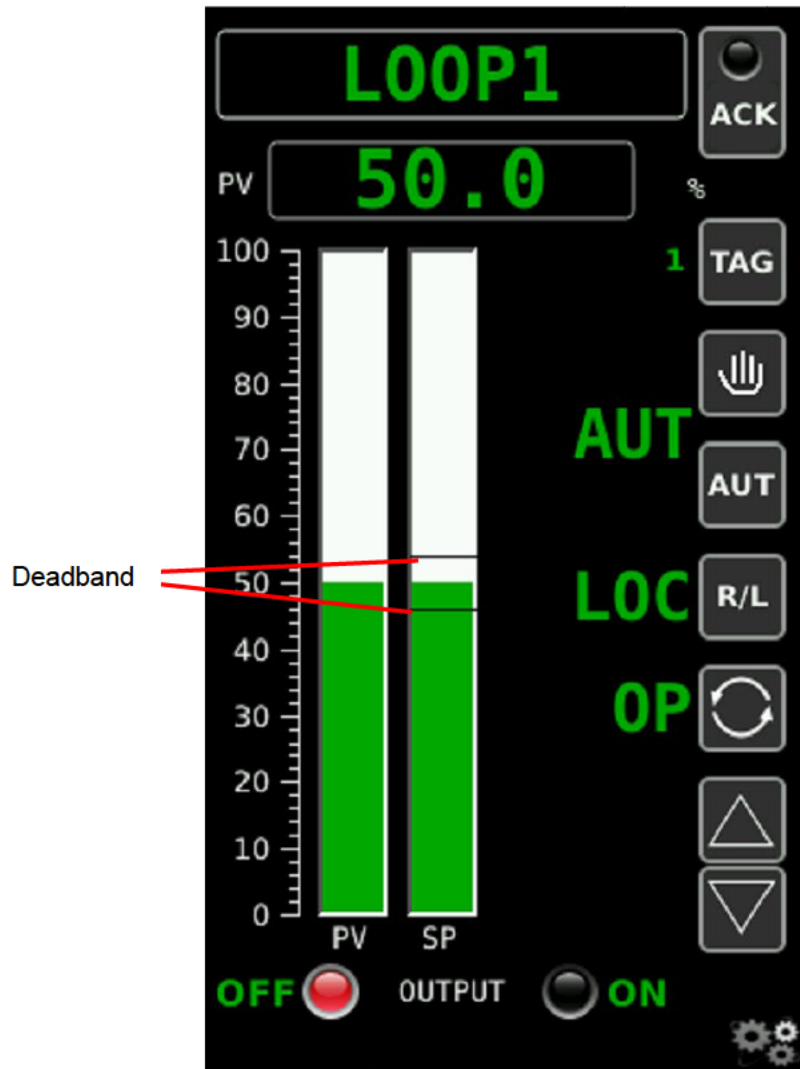 LOOP1
ACK
PV 50.0 %
100
1 TAG
90
80
AUT
70
AUT
60
Deadband
50
LOC R/L
40
OP
30
20
10
0
PV SP
OFF OUTPUT ON